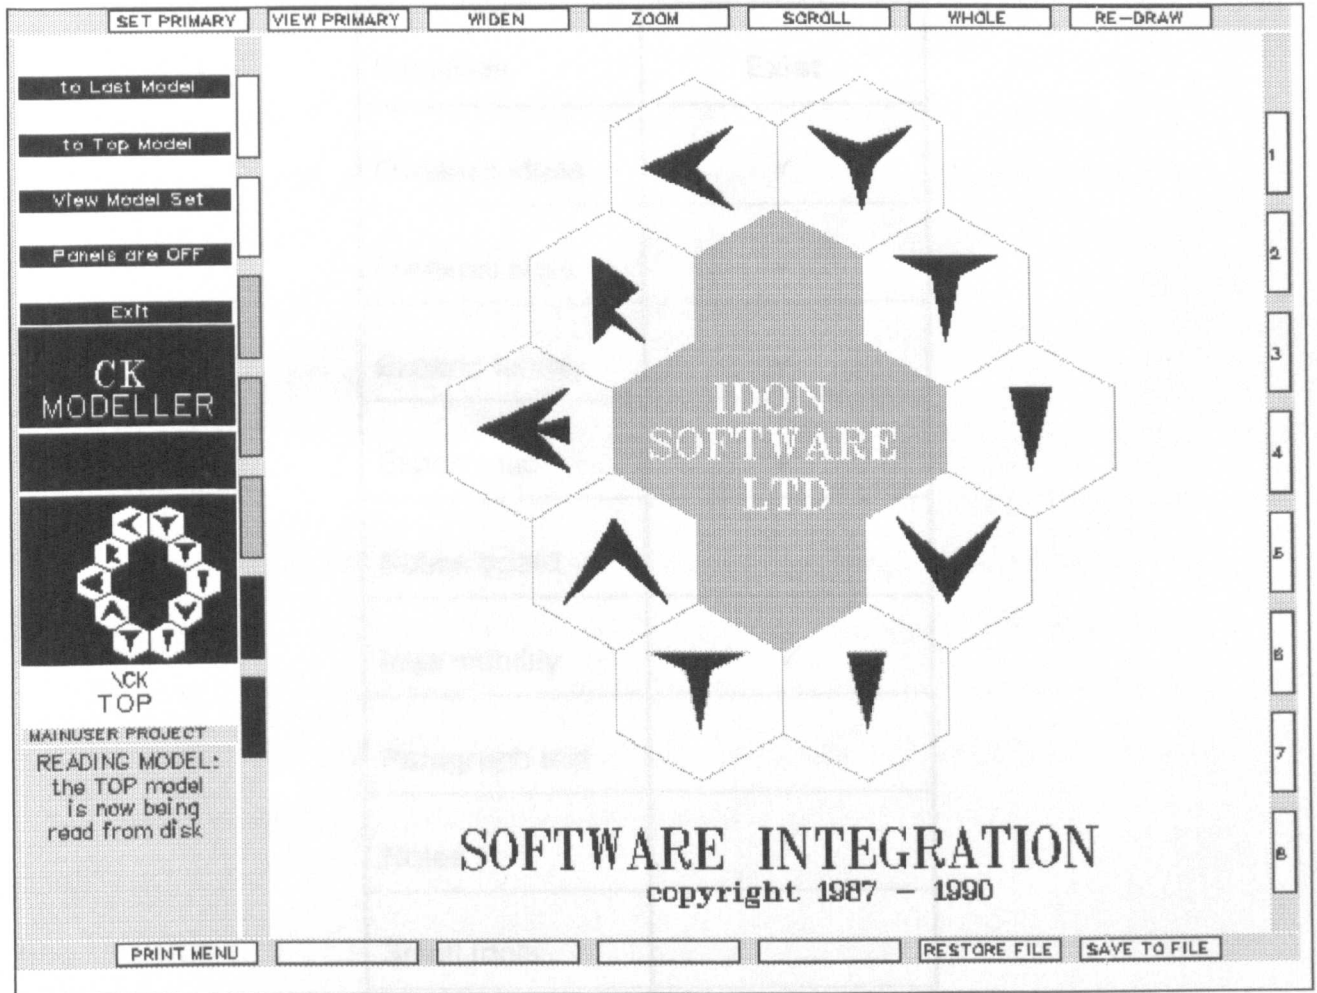 SET PRIMARY
VIEW PRIMARY
WIDEN
ZOOM
SCROLL
WHOLE
RE-DRAW
to Last Model
to Top Model
View Model Set
Panels are OFF
Exit
CK
MODELLER
\CK
TOP
MAINUSER PROJECT
READING MODEL:
the TOP model
is now being
read from disk
IDON
SOFTWARE
LTD
SOFTWARE INTEGRATION
copyright 1987 - 1990
1
2
3
4
5
6
7
8
PRINT MENU
RESTORE FILE
SAVE TO FILE